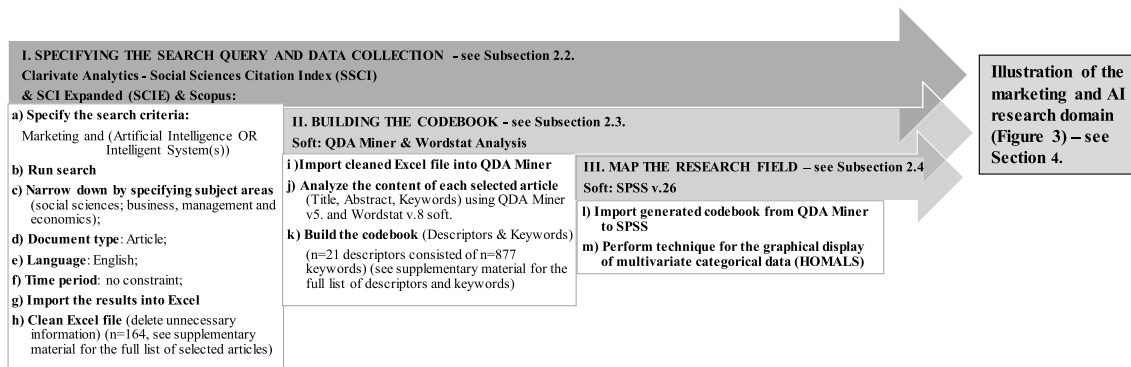 I. SPECIFYING THE SEARCH QUERY AND DATA COLLECTION – see Subsection 2.2.
Clarivate Analytics - Social Sciences Citation Index (SSCI)
& SCI Expanded (SCIE) & Scopus:
a) Specify the search criteria:
Marketing and (Artificial Intelligence OR
Intelligent System(s))
b) Run search
c) Narrow down by specifying subject areas
(social sciences; business, management and
economics);
d) Document type: Article;
e) Language: English;
f) Time period: no constraint;
g) Import the results into Excel
h) Clean Excel file (delete unnecessary
information) (n=164, see supplementary
material for the full list of selected articles)
II. BUILDING THE CODEBOOK – see Subsection 2.3.
Soft: QDA Miner & Wordstat Analysis
i) Import cleaned Excel file into QDA Miner
j) Analyze the content of each selected article
(Title, Abstract, Keywords) using QDA Miner
v5. and Wordstat v.8 soft.
k) Build the codebook (Descriptors & Keywords)
(n=21 descriptors consisted of n=877
keywords) (see supplementary material for the
full list of descriptors and keywords)
III. MAP THE RESEARCH FIELD – see Subsection 2.4
Soft: SPSS v.26
l) Import generated codebook from QDA Miner
to SPSS
m) Perform technique for the graphical display
of multivariate categorical data (HOMALS)
Illustration of the
marketing and AI
research domain
(Figure 3) – see
Section 4.